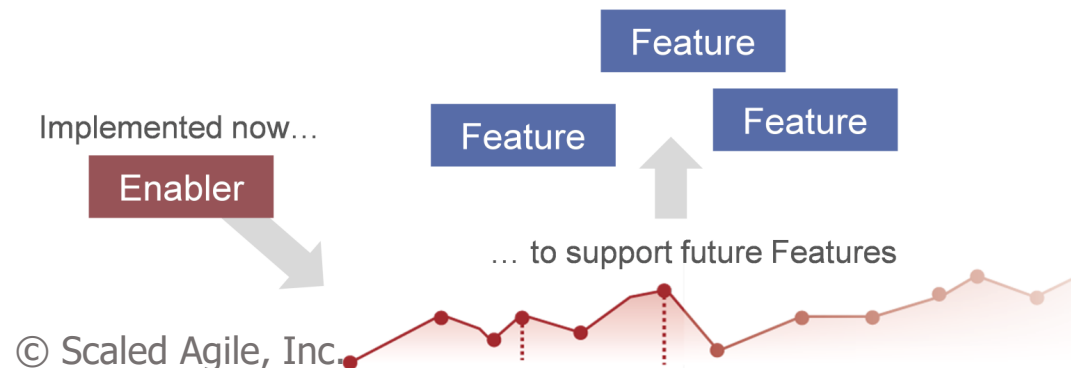 Feature
Feature
Feature
Implemented now…
Enabler
… to support future Features
© Scaled Agile, Inc.